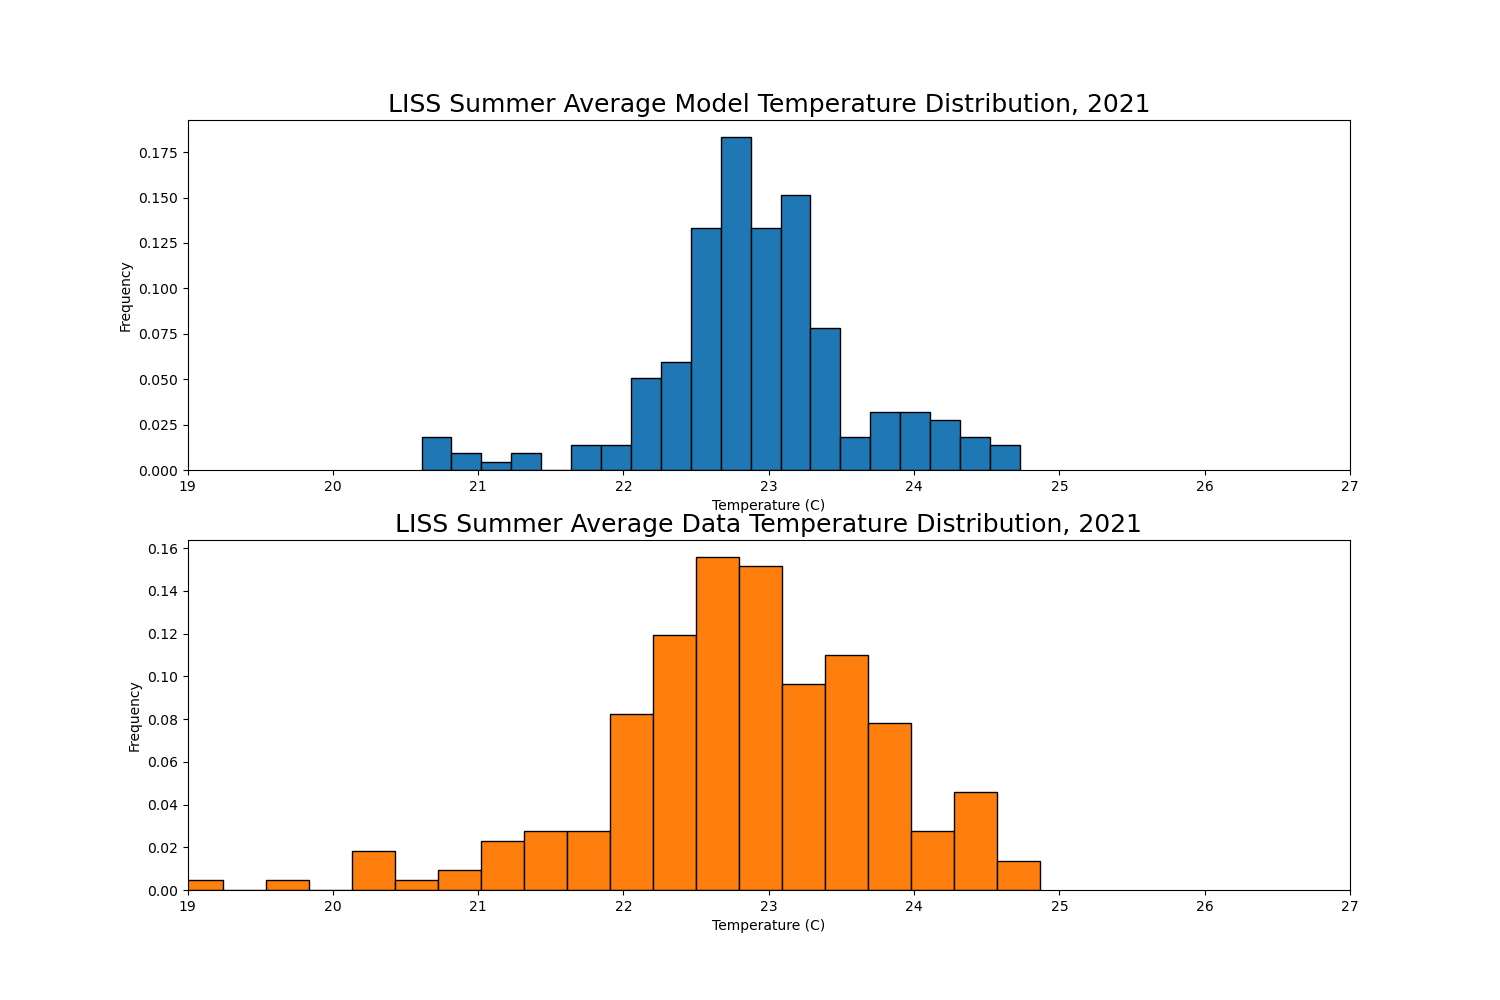 LISS Summer Average Model Temperature Distribution, 2021
0.175
0.150
0.125
0.100
0.075
0.050
0.025
0.000
Frequency
19 20 21 22 23 24 25 26 27
Temperature (C)
LISS Summer Average Data Temperature Distribution, 2021
0.16
0.14
0.12
0.10
0.08
0.06
0.04
0.02
0.00
Frequency
19 20 21 22 23 24 25 26 27
Temperature (C)